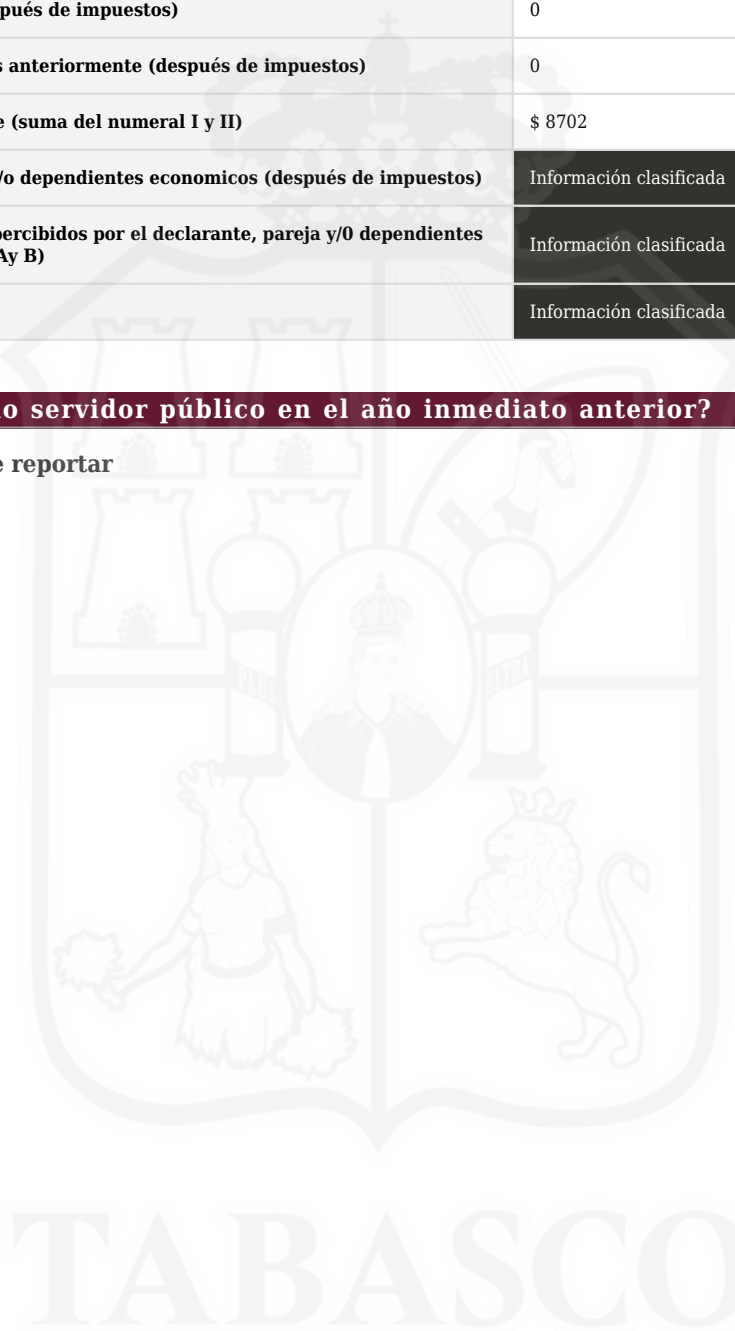 pués de impuestos) 0
s anteriormente (después de impuestos) 0
e (suma del numeral I y II) $ 8702
/o dependientes economicos (después de impuestos) Información clasificada
percibidos por el declarante, pareja y/0 dependientes
Ay B) Información clasificada
Información clasificada
o servidor público en el año inmediato anterior?
e reportar
PLUS ULTRA
TABASCO